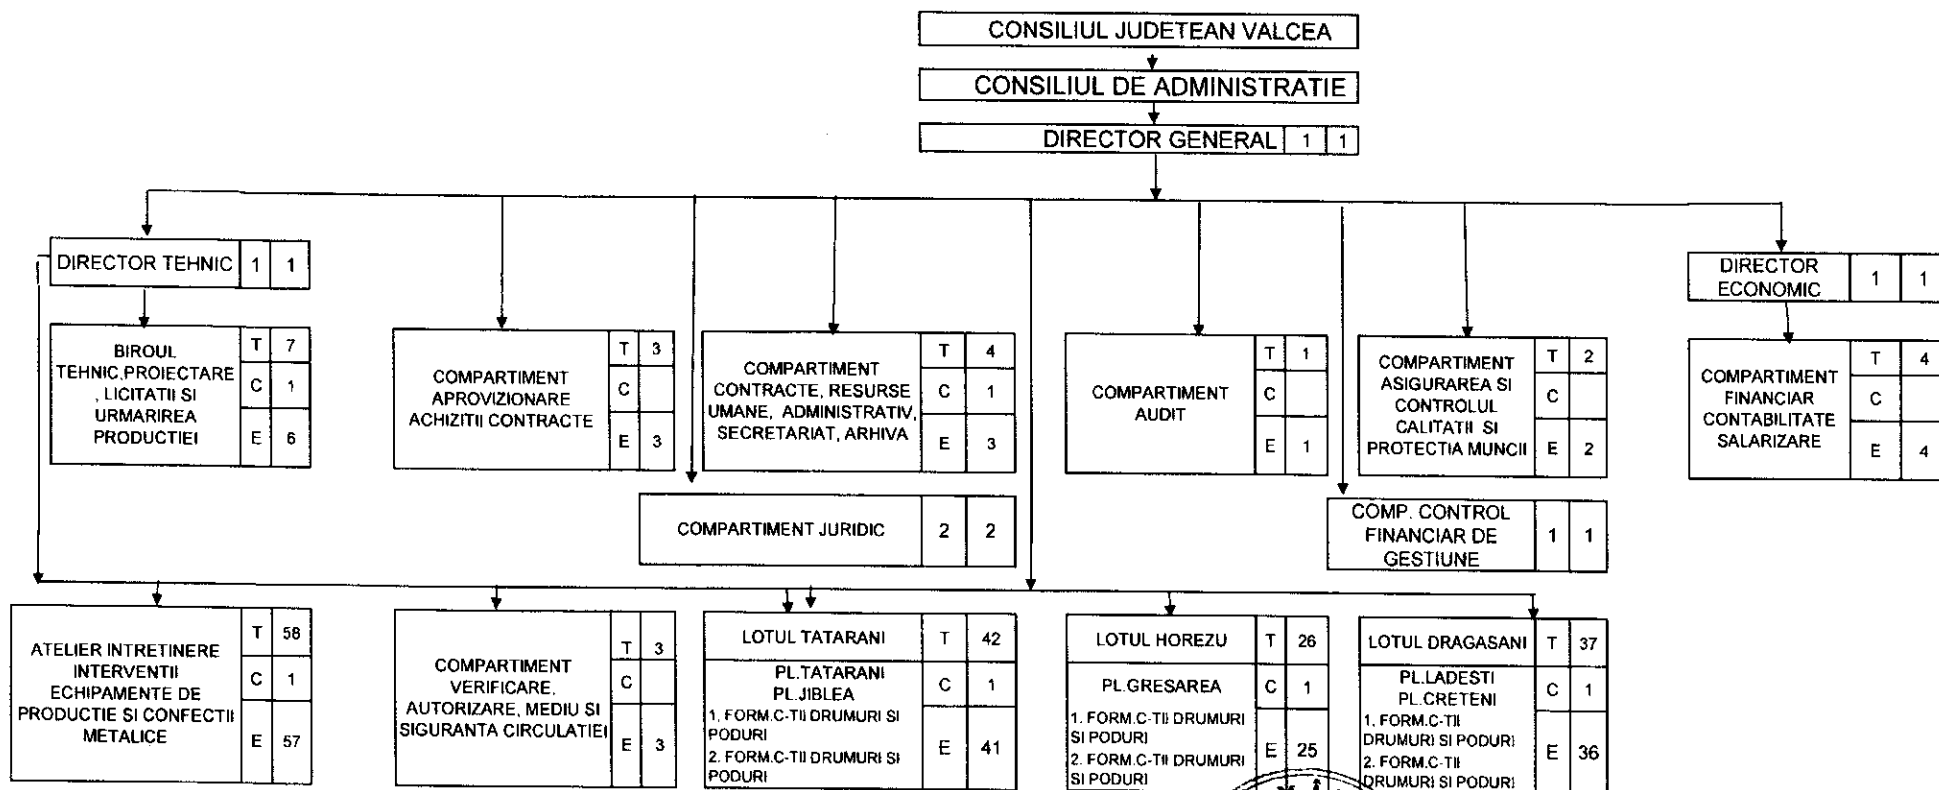 CONSILIUL JUDETEAN VALCEA
CONSILIUL DE ADMINISTRATIE
DIRECTOR GENERAL 1 1
DIRECTOR TEHNIC 1 1
DIRECTOR
ECONOMIC
1 1
BIROUL
TEHNIC,PROIECTARE
, LICITATII SI
URMARIREA
PRODUCTIEI
T 7
C 1
E 6
COMPARTIMENT
APROVIZIONARE
ACHIZITII CONTRACTE
T 3
C
E 3
COMPARTIMENT
CONTRACTE, RESURSE
UMANE, ADMINISTRATIV,
SECRETARIAT, ARHIVA
T 4
C 1
E 3
COMPARTIMENT
AUDIT
T 1
C
E 1
COMPARTIMENT
ASIGURAREA SI
CONTROLUL
CALITATII SI
PROTECTIA MUNCII
T 2
C
E 2
COMPARTIMENT
FINANCIAR
CONTABILITATE
SALARIZARE
T 4
C
E 4
COMPARTIMENT JURIDIC 2 2
COMP. CONTROL
FINANCIAR DE
GESTIUNE
1 1
ATELIER INTRETINERE
INTERVENTII
ECHIPAMENTE DE
PRODUCTIE SI CONFECTII
METALICE
T 58
C 1
E 57
COMPARTIMENT
VERIFICARE,
AUTORIZARE, MEDIU SI
SIGURANTA CIRCULATIEI
T 3
C
E 3
LOTUL TATARANI T 42
PL.TATARANI
PL.JIBLEA
C 1
1. FORM.C-TII DRUMURI SI
PODURI
2. FORM.C-TII DRUMURI SI
PODURI
E 41
LOTUL HOREZU T 26
PL.GRESAREA C 1
1. FORM.C-TII DRUMURI
SI PODURI
2. FORM.C-TII DRUMURI
SI PODURI
E 25
LOTUL DRAGASANI T 37
PL.LADESTI
PL.CRETENI
C 1
1. FORM.C-TII
DRUMURI SI PODURI
2. FORM.C-TII
DRUMURI SI PODURI
E 36